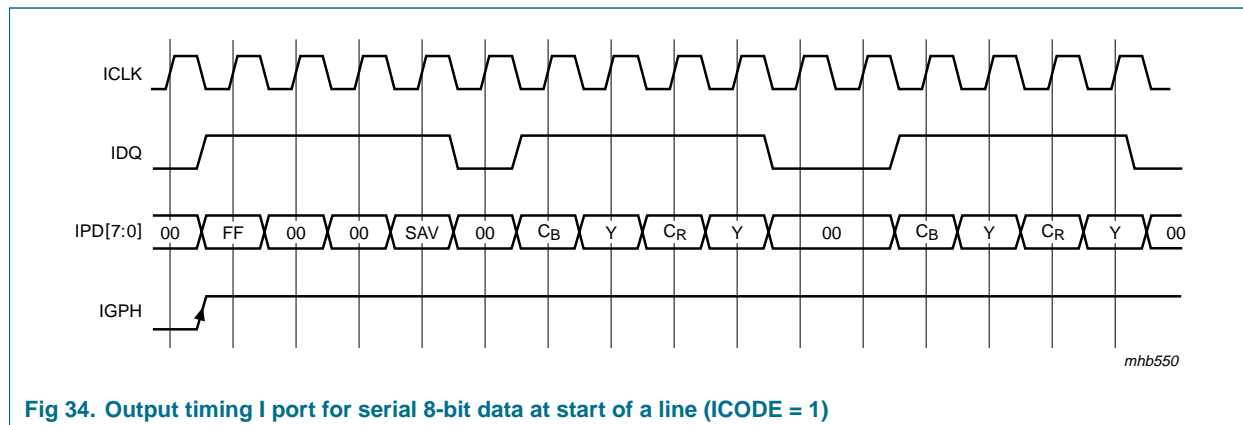 ICLK
IDQ
IPD[7:0] 00 FF 00 00 SAV 00 CB Y CR Y 00 CB Y CR Y 00
IGPH
mhb550
Fig 34. Output timing I port for serial 8-bit data at start of a line (ICODE = 1)